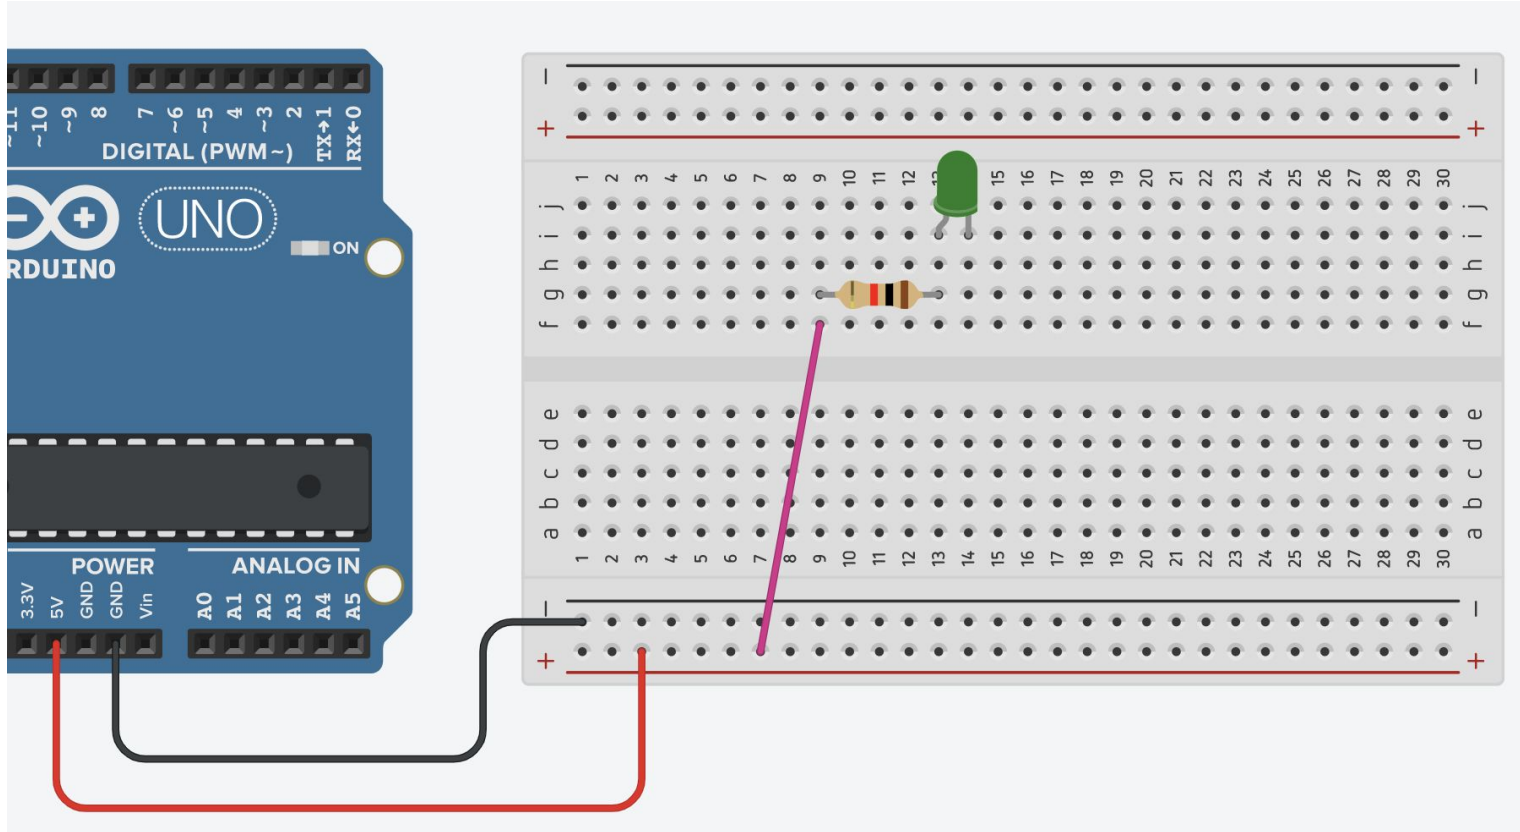 ~11 ~10 ~9 8 7 ~6 ~5 4 ~3 2 TX→1 RX←0
DIGITAL (PWM~)
UNO
ON
RDUINO
POWER
ANALOG IN
3.3V 5V GND GND Vin A0 A1 A2 A3 A4 A5
− −
+ +
1 2 3 4 5 6 7 8 9 10 11 12 15 16 17 18 19 20 21 22 23 24 25 26 27 28 29 30
j j
i i
h h
g g
f f
e e
d d
c c
b b
a a
1 2 3 4 5 6 7 8 9 10 11 12 13 14 15 16 17 18 19 20 21 22 23 24 25 26 27 28 29 30
− −
+ +